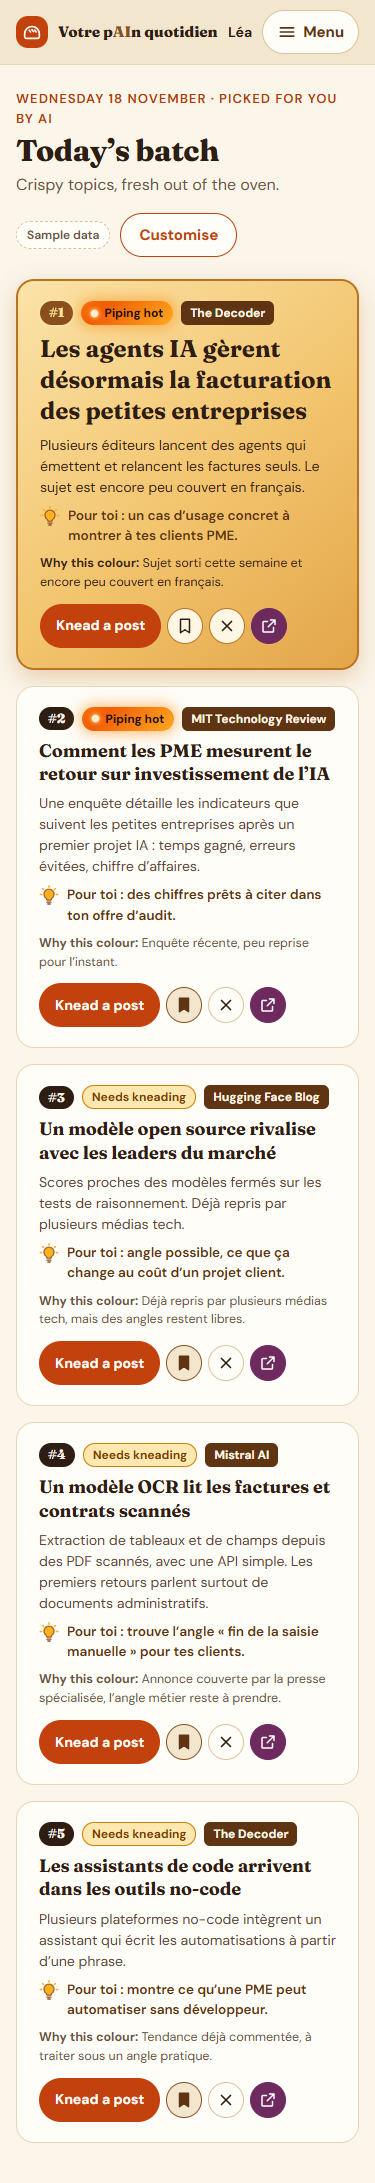 Votre pAIn quotidien Léa Menu
WEDNESDAY 18 NOVEMBER · PICKED FOR YOU
BY AI
Today’s batch
Crispy topics, fresh out of the oven.
Sample data Customise
#1 Piping hot The Decoder
Les agents IA gèrent
désormais la facturation
des petites entreprises
Plusieurs éditeurs lancent des agents qui
émettent et relancent les factures seuls. Le
sujet est encore peu couvert en français.
Pour toi : un cas d’usage concret à
montrer à tes clients PME.
Why this colour: Sujet sorti cette semaine et
encore peu couvert en français.
Knead a post
#2 Piping hot MIT Technology Review
Comment les PME mesurent le
retour sur investissement de l’IA
Une enquête détaille les indicateurs que
suivent les petites entreprises après un
premier projet IA : temps gagné, erreurs
évitées, chiffre d’affaires.
Pour toi : des chiffres prêts à citer dans
ton offre d’audit.
Why this colour: Enquête récente, peu reprise
pour l’instant.
Knead a post
#3 Needs kneading Hugging Face Blog
Un modèle open source rivalise
avec les leaders du marché
Scores proches des modèles fermés sur les
tests de raisonnement. Déjà repris par
plusieurs médias tech.
Pour toi : angle possible, ce que ça
change au coût d’un projet client.
Why this colour: Déjà repris par plusieurs médias
tech, mais des angles restent libres.
Knead a post
#4 Needs kneading Mistral AI
Un modèle OCR lit les factures et
contrats scannés
Extraction de tableaux et de champs depuis
des PDF scannés, avec une API simple. Les
premiers retours parlent surtout de
documents administratifs.
Pour toi : trouve l’angle « fin de la saisie
manuelle » pour tes clients.
Why this colour: Annonce couverte par la presse
spécialisée, l’angle métier reste à prendre.
Knead a post
#5 Needs kneading The Decoder
Les assistants de code arrivent
dans les outils no-code
Plusieurs plateformes no-code intègrent un
assistant qui écrit les automatisations à partir
d’une phrase.
Pour toi : montre ce qu’une PME peut
automatiser sans développeur.
Why this colour: Tendance déjà commentée, à
traiter sous un angle pratique.
Knead a post